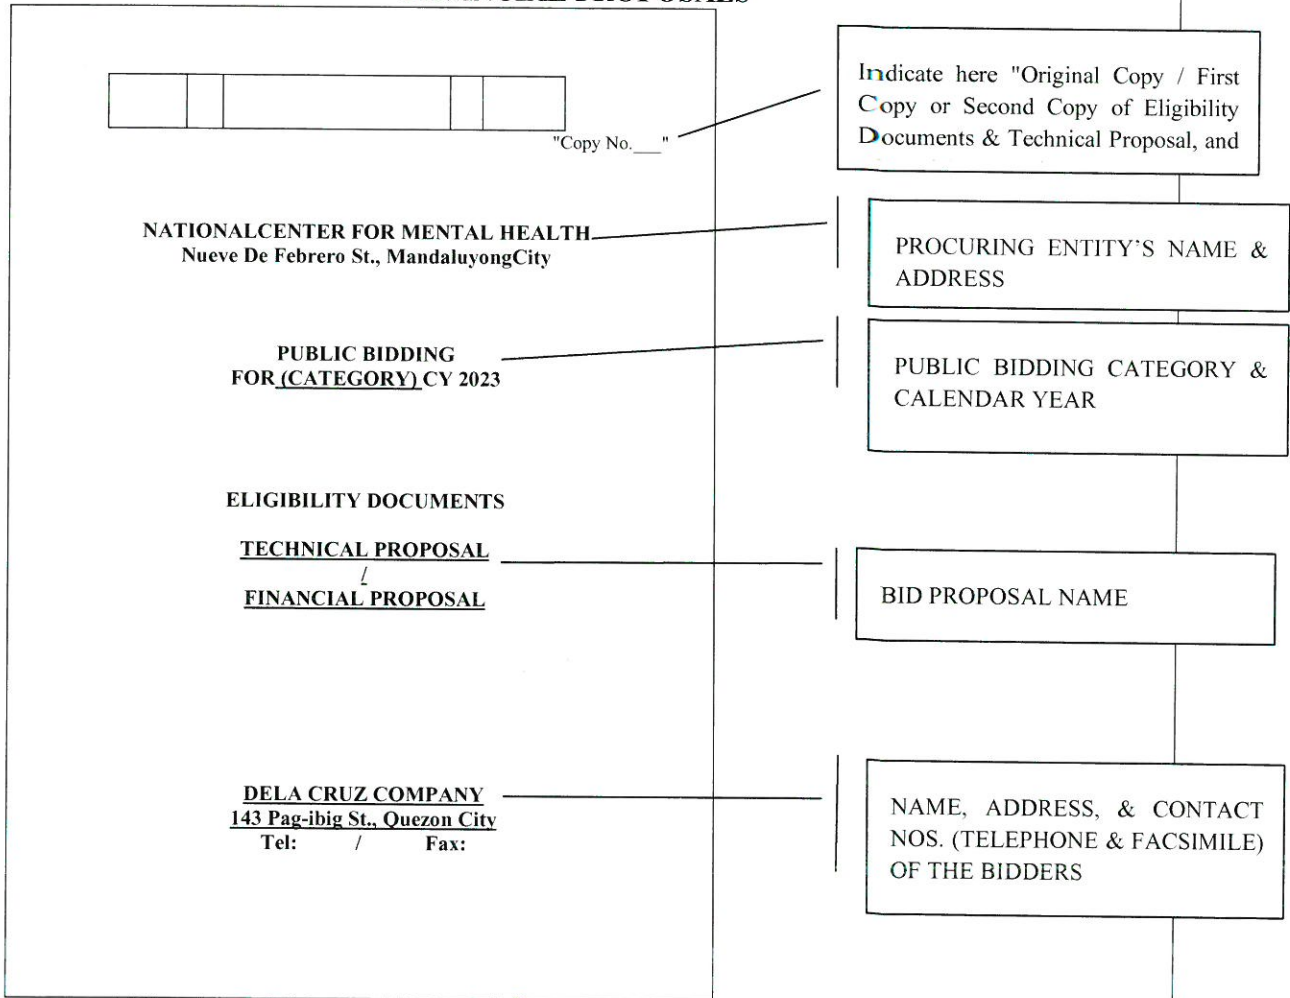 PROPOSALS
"Copy No.___"
Indicate here "Original Copy / First
Copy or Second Copy of Eligibility
Documents & Technical Proposal, and
NATIONALCENTER FOR MENTAL HEALTH
Nueve De Febrero St., MandaluyongCity
PROCURING ENTITY'S NAME &
ADDRESS
PUBLIC BIDDING
FOR (CATEGORY) CY 2023
PUBLIC BIDDING CATEGORY &
CALENDAR YEAR
ELIGIBILITY DOCUMENTS
TECHNICAL PROPOSAL
/
FINANCIAL PROPOSAL
BID PROPOSAL NAME
DELA CRUZ COMPANY
143 Pag-ibig St., Quezon City
Tel: / Fax:
NAME, ADDRESS, & CONTACT
NOS. (TELEPHONE & FACSIMILE)
OF THE BIDDERS